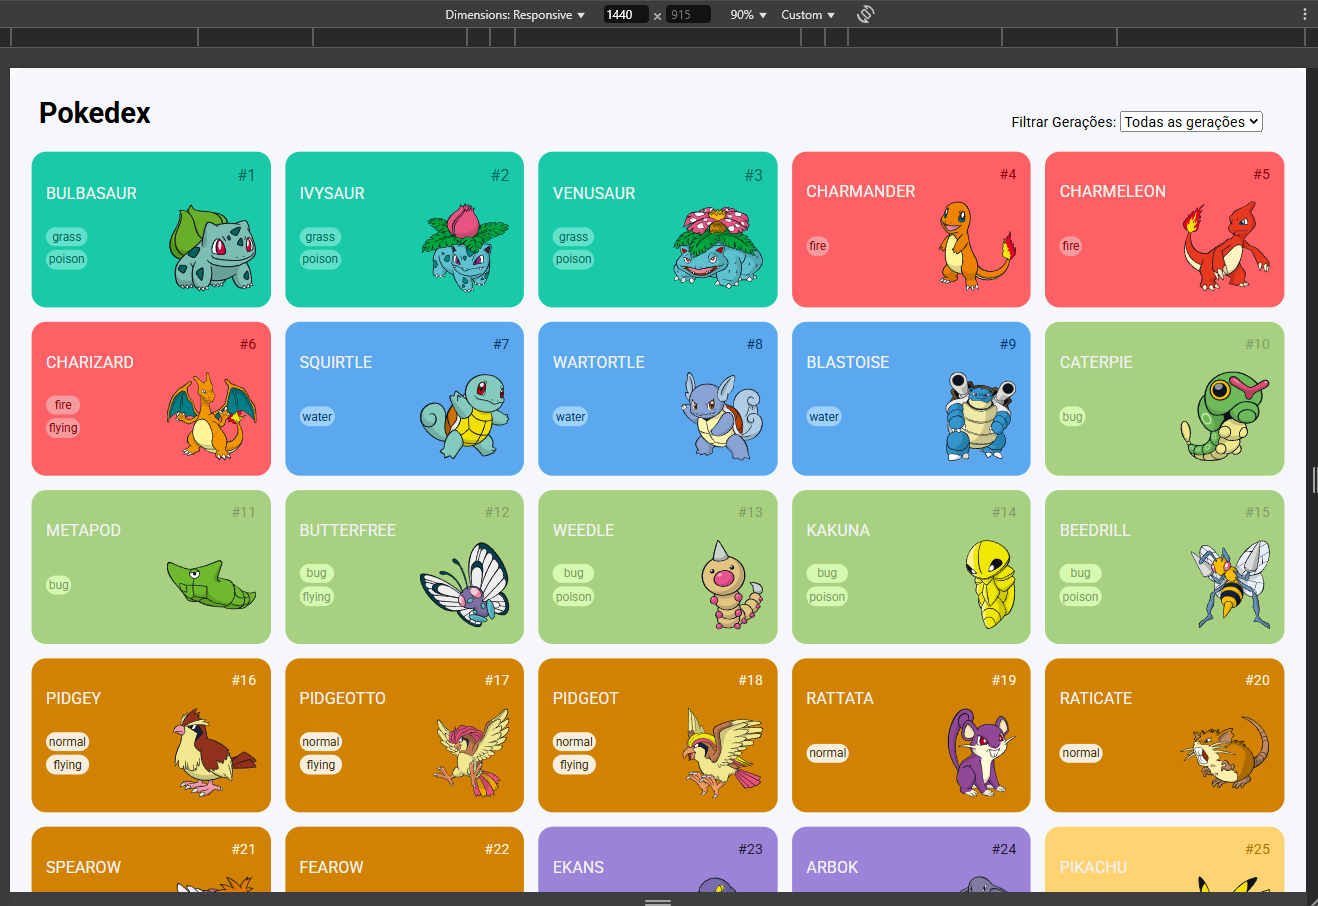 Dimensions: Responsive ▼ 1440 × 915 90% ▼ Custom ▼
Pokedex
Filtrar Gerações: Todas as gerações
#1
BULBASAUR
grass
poison
#2
IVYSAUR
grass
poison
#3
VENUSAUR
grass
poison
#4
CHARMANDER
fire
#5
CHARMELEON
fire
#6
CHARIZARD
fire
flying
#7
SQUIRTLE
water
#8
WARTORTLE
water
#9
BLASTOISE
water
#10
CATERPIE
bug
#11
METAPOD
bug
#12
BUTTERFREE
bug
flying
#13
WEEDLE
bug
poison
#14
KAKUNA
bug
poison
#15
BEEDRILL
bug
poison
#16
PIDGEY
normal
flying
#17
PIDGEOTTO
normal
flying
#18
PIDGEOT
normal
flying
#19
RATTATA
normal
#20
RATICATE
normal
#21
SPEAROW
#22
FEAROW
#23
EKANS
#24
ARBOK
#25
PIKACHU